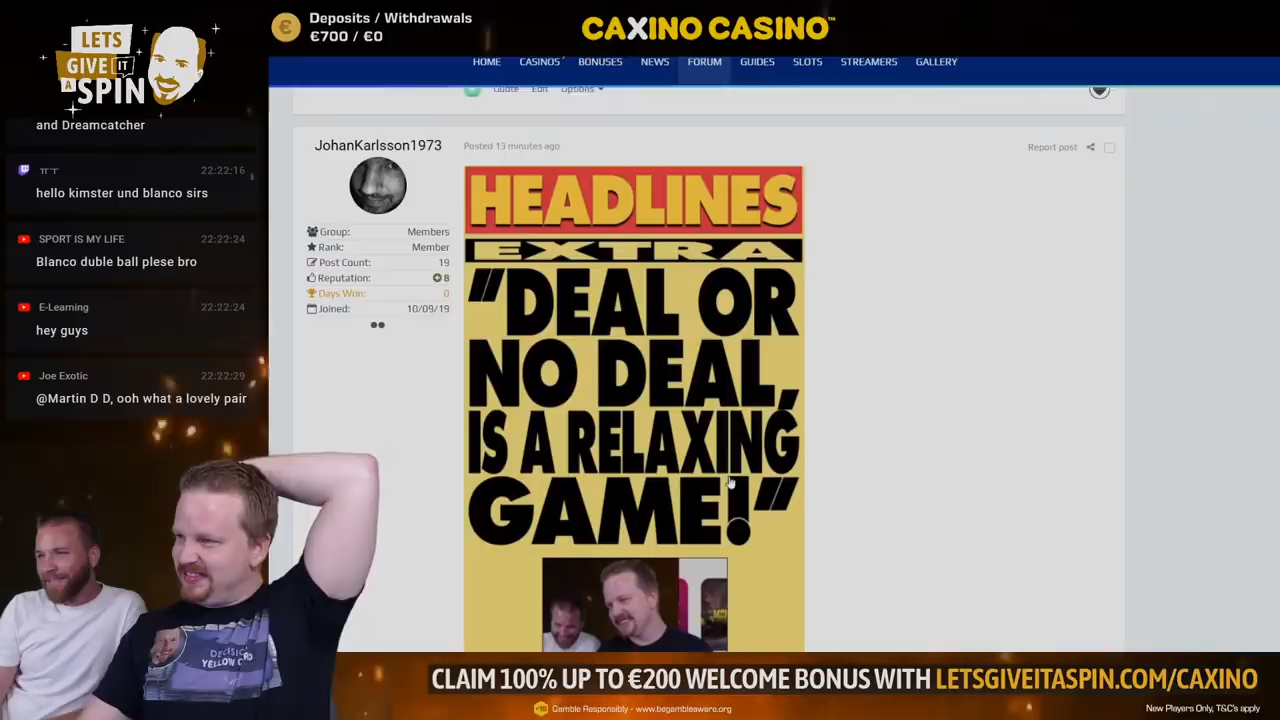 LETS
GIVE IT
A SPIN
Deposits / Withdrawals
€700 / €0
CAXINO CASINO™
HOME CASINOS BONUSES NEWS FORUM GUIDES SLOTS STREAMERS GALLERY
Quote Edit Options
and Dreamcatcher
ㅠㅜ 22:22:16
hello kimster und blanco sirs
SPORT IS MY LIFE 22:22:24
Blanco duble ball plese bro
E-Learning 22:22:24
hey guys
Joe Exotic 22:22:29
@Martin D D, ooh what a lovely pair
JohanKarlsson1973
Group: Members
Rank: Member
Post Count: 19
Reputation: 8
Days Won: 0
Joined: 10/09/19
Posted 13 minutes ago
Report post
HEADLINES
EXTRA
"DEAL OR
NO DEAL,
IS A RELAXING
GAME!"
YELLOW
CLAIM 100% UP TO €200 WELCOME BONUS WITH LETSGIVEITASPIN.COM/CAXINO
+18 Gamble Responsibly - www.begambleaware.org
New Players Only, T&C's apply